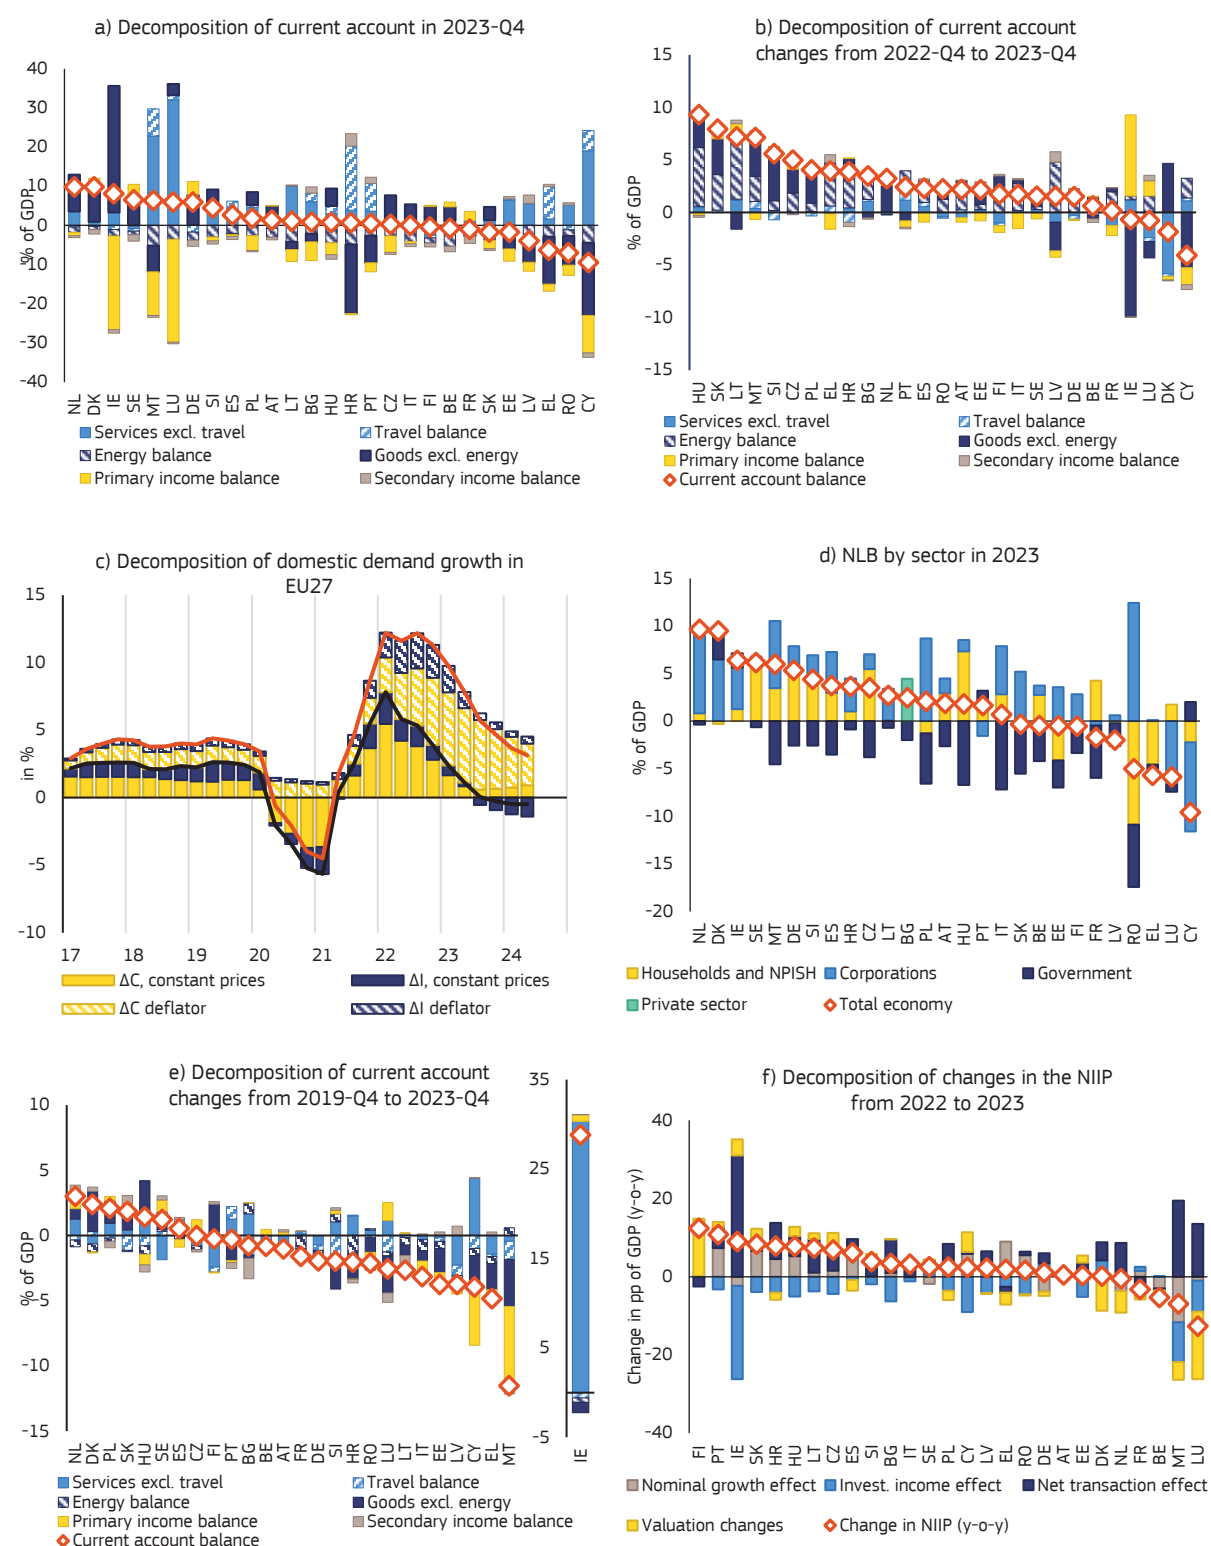 a) Decomposition of current account in 2023-Q4
40
30
20
10
0
-10
-20
-30
-40
% of GDP
NL DK IE SE MT LU DE SI ES PL AT LT BG HU HR PT CZ IT FI BE FR SK EE LV EL RO CY
Services excl. travel
Travel balance
Energy balance
Goods excl. energy
Primary income balance
Secondary income balance
b) Decomposition of current account
changes from 2022-Q4 to 2023-Q4
15
10
5
0
-5
-10
-15
% of GDP
HU SK LT MT SI CZ PL EL HR BG NL PT ES RO AT EE FI IT SE LV DE BE FR IE LU DK CY
Services excl. travel
Travel balance
Energy balance
Goods excl. energy
Primary income balance
Secondary income balance
Current account balance
c) Decomposition of domestic demand growth in
EU27
15
10
5
0
-5
-10
in %
17 18 19 20 21 22 23 24
ΔC, constant prices
ΔI, constant prices
ΔC deflator
ΔI deflator
d) NLB by sector in 2023
15
10
5
0
-5
-10
-15
-20
% of GDP
NL DK IE SE MT DE SI ES HR CZ LT BG PL AT HU PT IT SK BE EE FI FR LV RO EL LU CY
Households and NPISH
Corporations
Government
Private sector
Total economy
e) Decomposition of current account
changes from 2019-Q4 to 2023-Q4
10
5
0
-5
-10
-15
% of GDP
NL DK PL SK HU SE ES CZ FI PT BG BE AT FR DE SI HR RO LU LT IT EE LV CY EL MT
35
25
15
5
-5
IE
Services excl. travel
Travel balance
Energy balance
Goods excl. energy
Primary income balance
Secondary income balance
Current account balance
f) Decomposition of changes in the NIIP
from 2022 to 2023
40
20
0
-20
-40
Change in pp of GDP (y-o-y)
FI PT IE SK HR HU LT CZ ES SI BG IT SE PL CY LV EL RO DE AT EE DK NL FR BE MT LU
Nominal growth effect
Invest. income effect
Net transaction effect
Valuation changes
Change in NIIP (y-o-y)